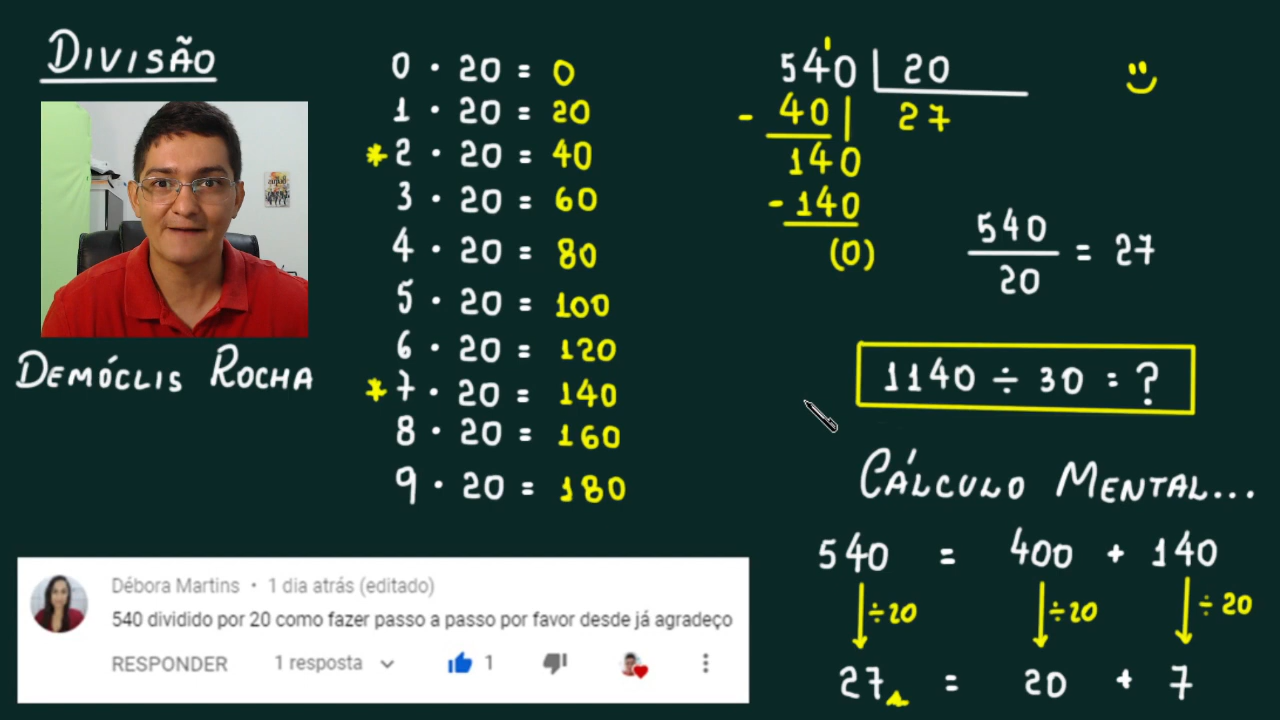 DIVISÃO
DEMÓCLIS ROCHA
0 · 20 = 0
1 · 20 = 20
* 2 · 20 = 40
3 · 20 = 60
4 · 20 = 80
5 · 20 = 100
6 · 20 = 120
* 7 · 20 = 140
8 · 20 = 160
9 · 20 = 180
540 | 20
- 40 | 27
140
- 140
(0)
540
20
= 27
1140 ÷ 30 = ?
CÁLCULO MENTAL...
540 = 400 + 140
÷20 ÷20 ÷20
27 = 20 + 7
Débora Martins • 1 dia atrás (editado)
540 dividido por 20 como fazer passo a passo por favor desde já agradeço
RESPONDER 1 resposta 1